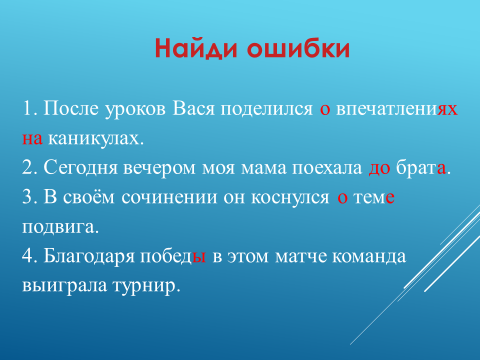 Найди ошибки
1. После уроков Вася поделился о впечатлениях
на каникулах.
2. Сегодня вечером моя мама поехала до брата.
3. В своём сочинении он коснулся о теме
подвига.
4. Благодаря победы в этом матче команда
выиграла турнир.